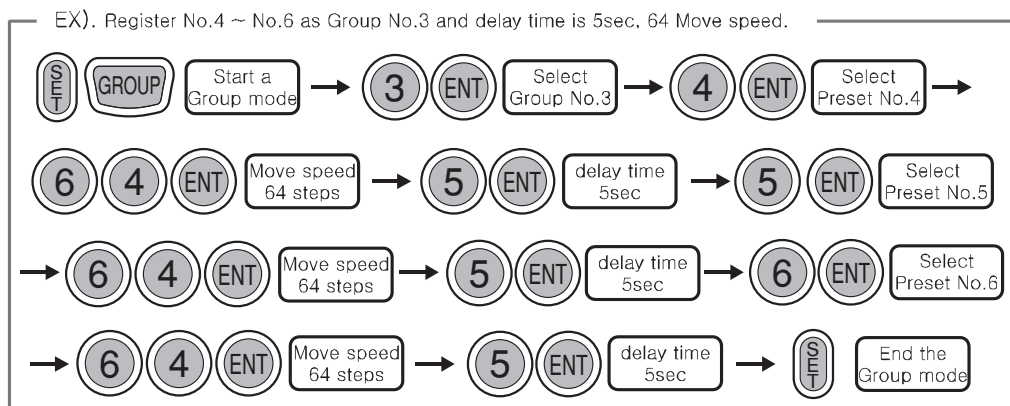 EX). Register No.4 ~ No.6 as Group No.3 and delay time is 5sec, 64 Move speed.
SET GROUP Start a Group mode → 3 ENT Select Group No.3 → 4 ENT Select Preset No.4 →
6 4 ENT Move speed 64 steps → 5 ENT delay time 5sec → 5 ENT Select Preset No.5
→ 6 4 ENT Move speed 64 steps → 5 ENT delay time 5sec → 6 ENT Select Preset No.6
→ 6 4 ENT Move speed 64 steps → 5 ENT delay time 5sec → SET End the Group mode